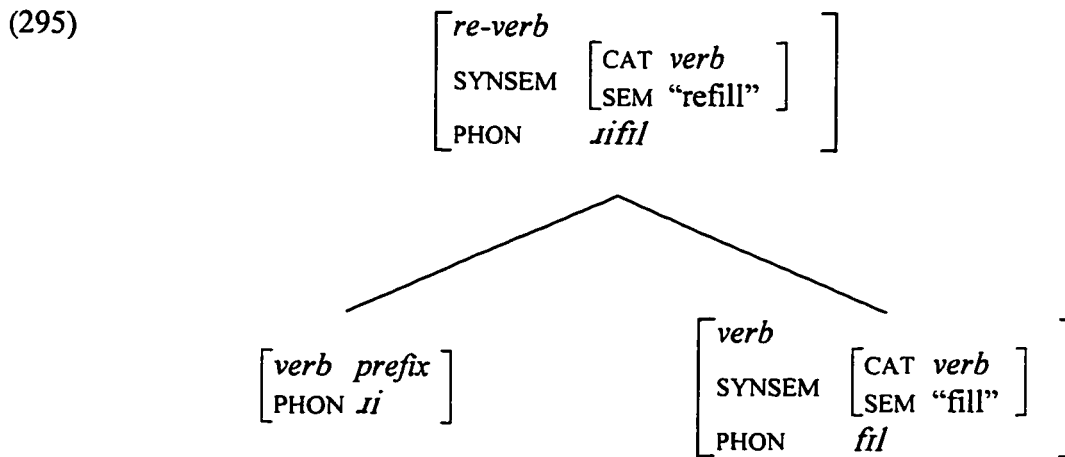 (295)
re-verb
SYNSEM CAT verb
SEM “refill”
PHON ɹifɪl
verb prefix
PHON ɹi
verb
SYNSEM CAT verb
SEM “fill”
PHON fɪl